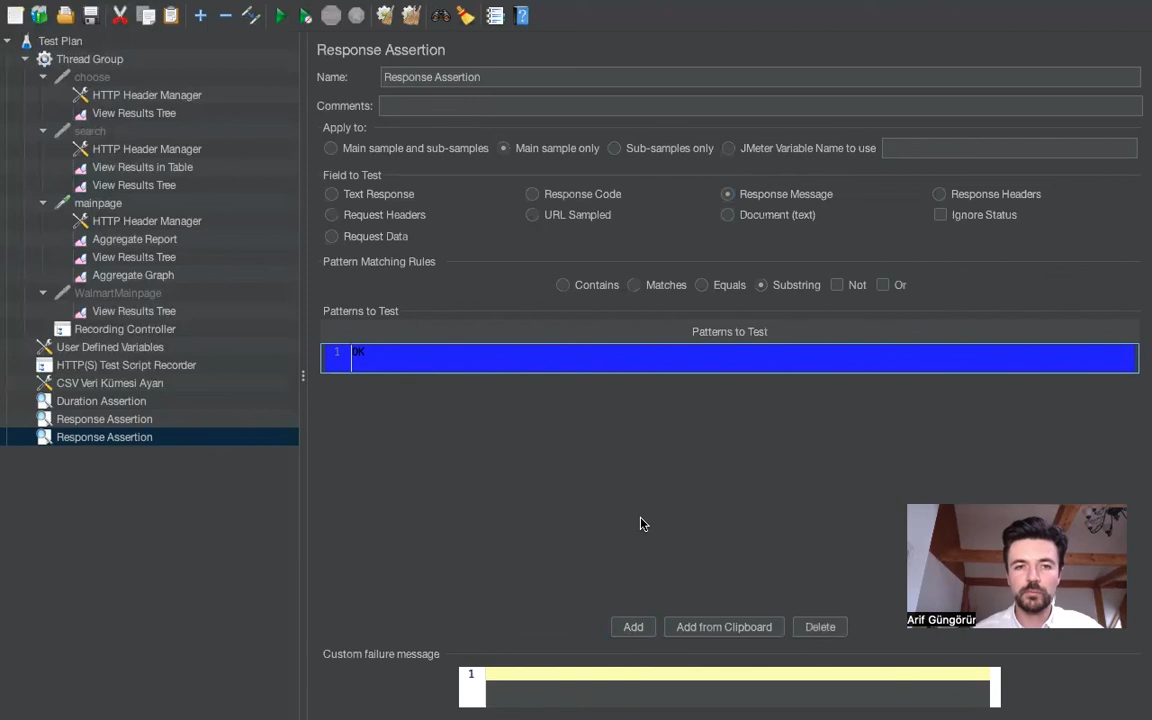 Test Plan
Thread Group
choose
HTTP Header Manager
View Results Tree
search
HTTP Header Manager
View Results in Table
View Results Tree
mainpage
HTTP Header Manager
Aggregate Report
View Results Tree
Aggregate Graph
WalmartMainpage
View Results Tree
Recording Controller
User Defined Variables
HTTP(S) Test Script Recorder
CSV Veri Kümesi Ayarı
Duration Assertion
Response Assertion
Response Assertion
Response Assertion
Name: Response Assertion
Comments:
Apply to:
Main sample and sub-samples Main sample only Sub-samples only JMeter Variable Name to use
Field to Test
Text Response Response Code Response Message Response Headers
Request Headers URL Sampled Document (text) Ignore Status
Request Data
Pattern Matching Rules
Contains Matches Equals Substring Not Or
Patterns to Test
Patterns to Test
1 OK
Arif Güngörür
Add Add from Clipboard Delete
Custom failure message
1